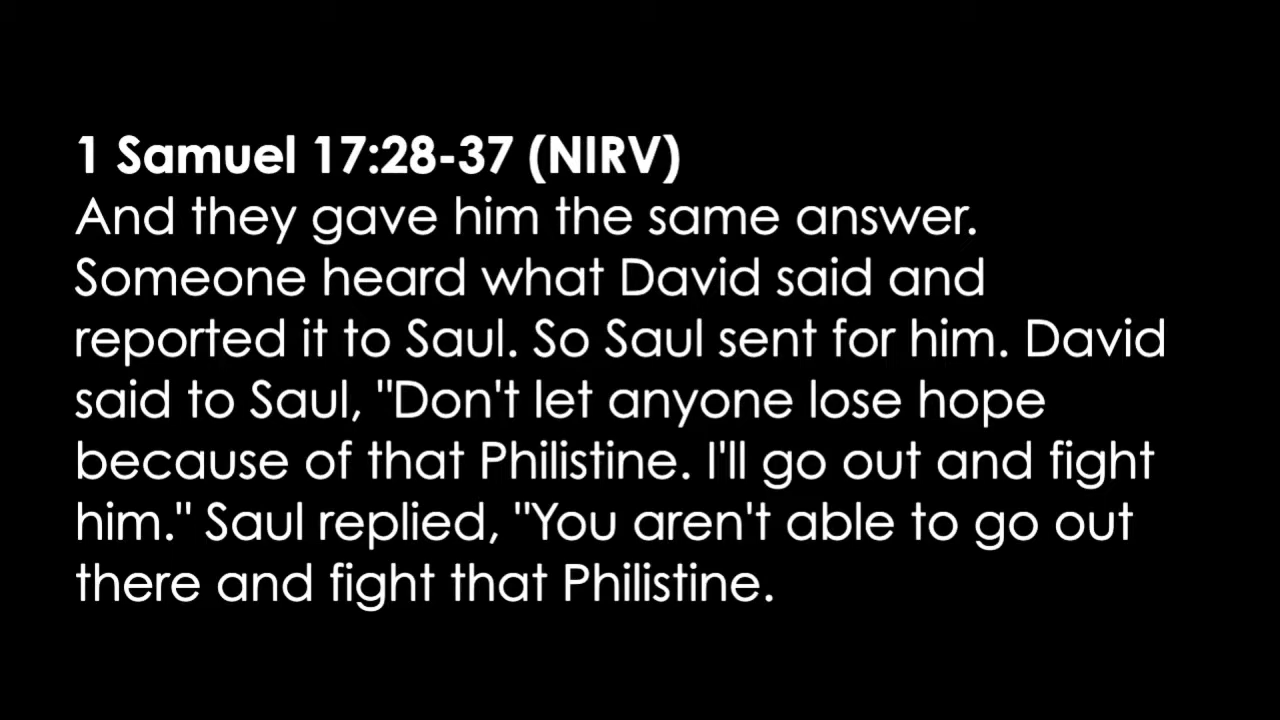 1 Samuel 17:28-37 (NIRV)
And they gave him the same answer.
Someone heard what David said and
reported it to Saul. So Saul sent for him. David
said to Saul, "Don't let anyone lose hope
because of that Philistine. I'll go out and fight
him." Saul replied, "You aren't able to go out
there and fight that Philistine.